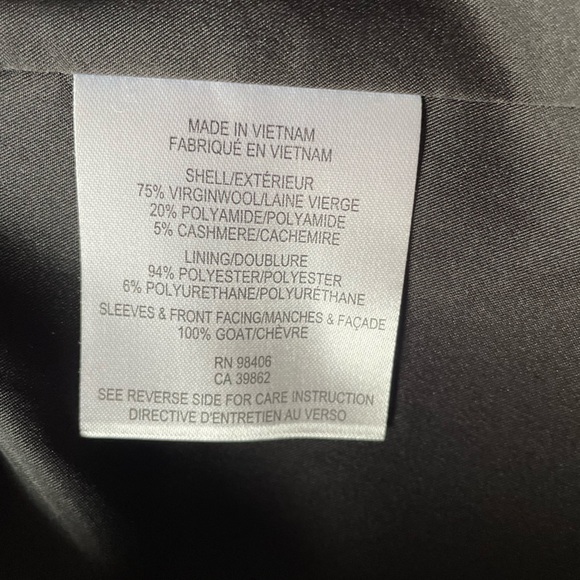 MADE IN VIETNAM
FABRIQUÉ EN VIETNAM
SHELL/EXTÉRIEUR
75% VIRGINWOOL/LAINE VIERGE
20% POLYAMIDE/POLYAMIDE
5% CASHMERE/CACHEMIRE
LINING/DOUBLURE
94% POLYESTER/POLYESTER
6% POLYURETHANE/POLYURÉTHANE
SLEEVES & FRONT FACING/MANCHES & FAÇADE
100% GOAT/CHÈVRE
RN 98406
CA 39862
SEE REVERSE SIDE FOR CARE INSTRUCTION
DIRECTIVE D'ENTRETIEN AU VERSO